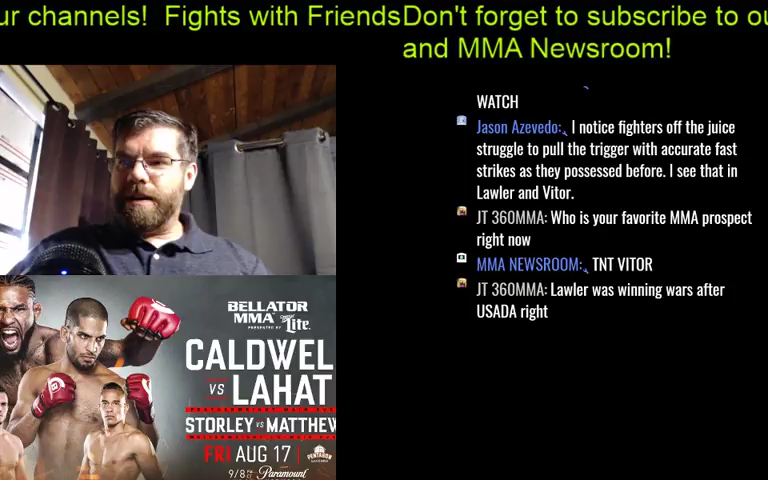 ur channels!  Fights with FriendsDon't forget to subscribe to ou
and MMA Newsroom!
WATCH
Jason Azevedo: I notice fighters off the juice
struggle to pull the trigger with accurate fast
strikes as they possessed before. I see that in
Lawler and Vitor.
JT 360MMA: Who is your favorite MMA prospect
right now
MMA NEWSROOM: TNT VITOR
JT 360MMA: Lawler was winning wars after
USADA right
BELLATOR
MMA
PRESENTED BY
Lite
CALDWEL
VS LAHAT
STORLEY VS MATTHEW
FRI AUG 17
PECHANGA
9/8
Paramount